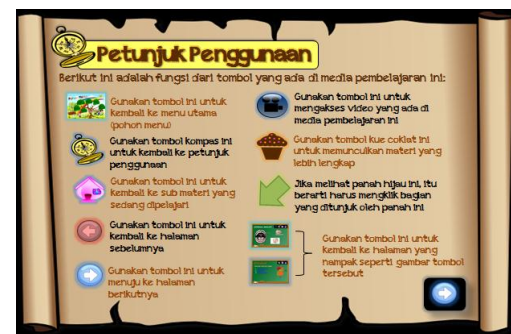 Petunjuk Penggunaan
Berikut ini adalah fungsi dari tombol yang ada di media pembelajaran ini:
Gunakan tombol ini untuk
kembali ke menu utama
(pohon menu)
Gunakan tombol kompas ini
untuk kembali ke petunjuk
penggunaan
Gunakan tombol ini untuk
kembali ke sub materi yang
sedang dipelajari
Gunakan tombol ini untuk
kembali ke halaman
sebelumnya
Gunakan tombol ini untuk
menuju ke halaman
berikutnya
Gunakan tombol ini untuk
mengakses video yang ada di
media pembelajaran ini
Gunakan tombol kue coklat ini
untuk memunculkan materi yang
lebih lengkap
Jika melihat panah hijau ini, itu
berarti harus mengklik bagian
yang ditunjuk oleh panah ini
Gunakan tombol ini untuk
kembali ke halaman yang
nampak seperti gambar tombol
tersebut